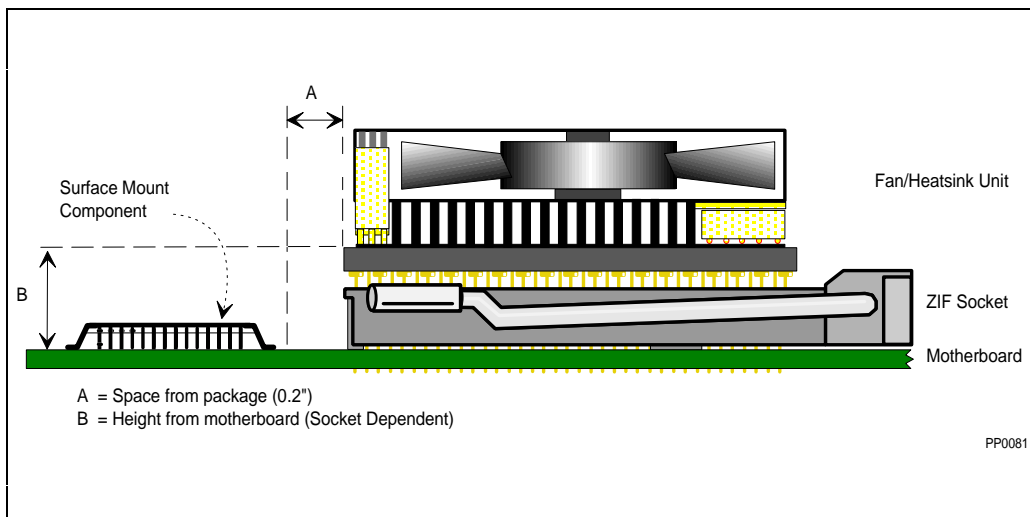 A
Surface Mount
Component
Fan/Heatsink Unit
B
ZIF Socket
Motherboard
A = Space from package (0.2")
B = Height from motherboard (Socket Dependent)
PP0081